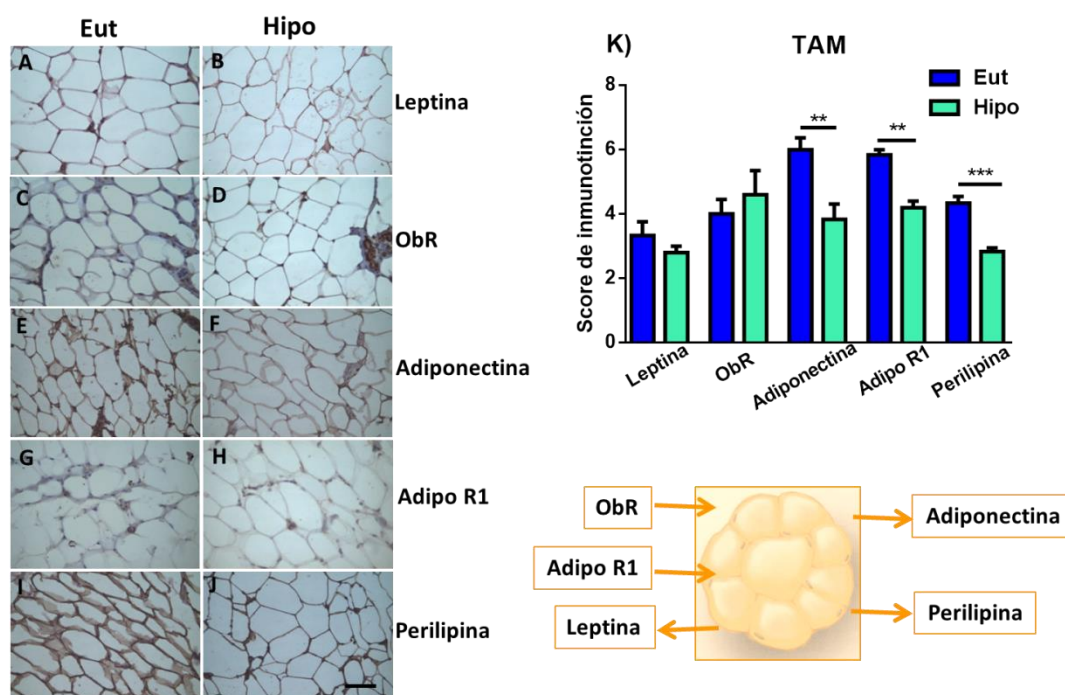 Eut Hipo
A B Leptina
C D ObR
E F Adiponectina
G H Adipo R1
I J Perilipina
K) TAM
Eut
Hipo
Score de inmunotinción
8
6
4
2
0
** ** ***
Leptina ObR Adiponectina Adipo R1 Perilipina
ObR
Adipo R1
Leptina
Adiponectina
Perilipina